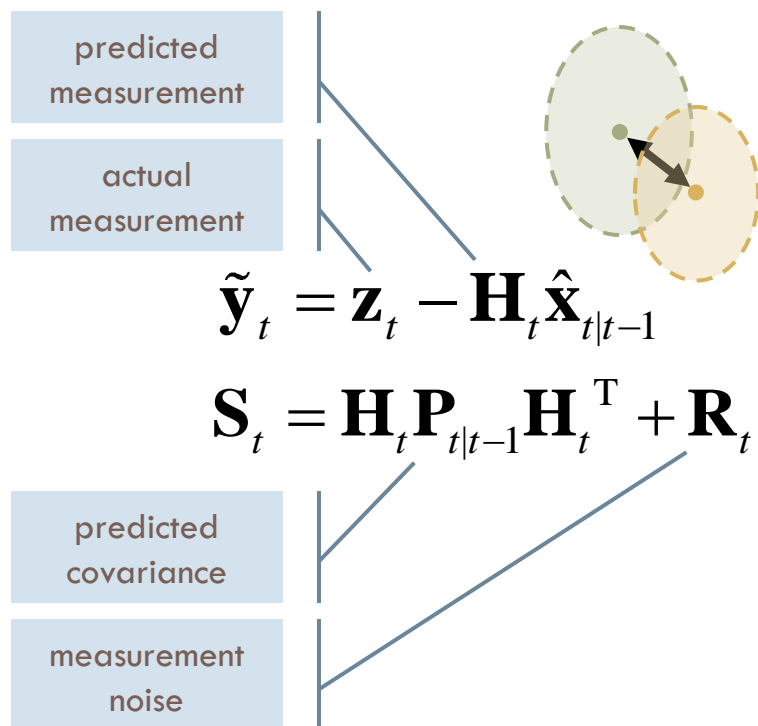 predicted
measurement
actual
measurement
ỹ_t = z_t − H_t x̂_{t|t−1}
S_t = H_t P_{t|t−1} H_t^T + R_t
predicted
covariance
measurement
noise